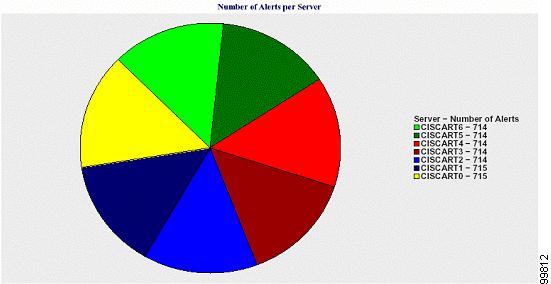 Number of Alerts per Server
Server – Number of Alerts
CISCART6 – 714
CISCART5 – 714
CISCART4 – 714
CISCART3 – 714
CISCART2 – 714
CISCART1 – 715
CISCART0 – 715
99812